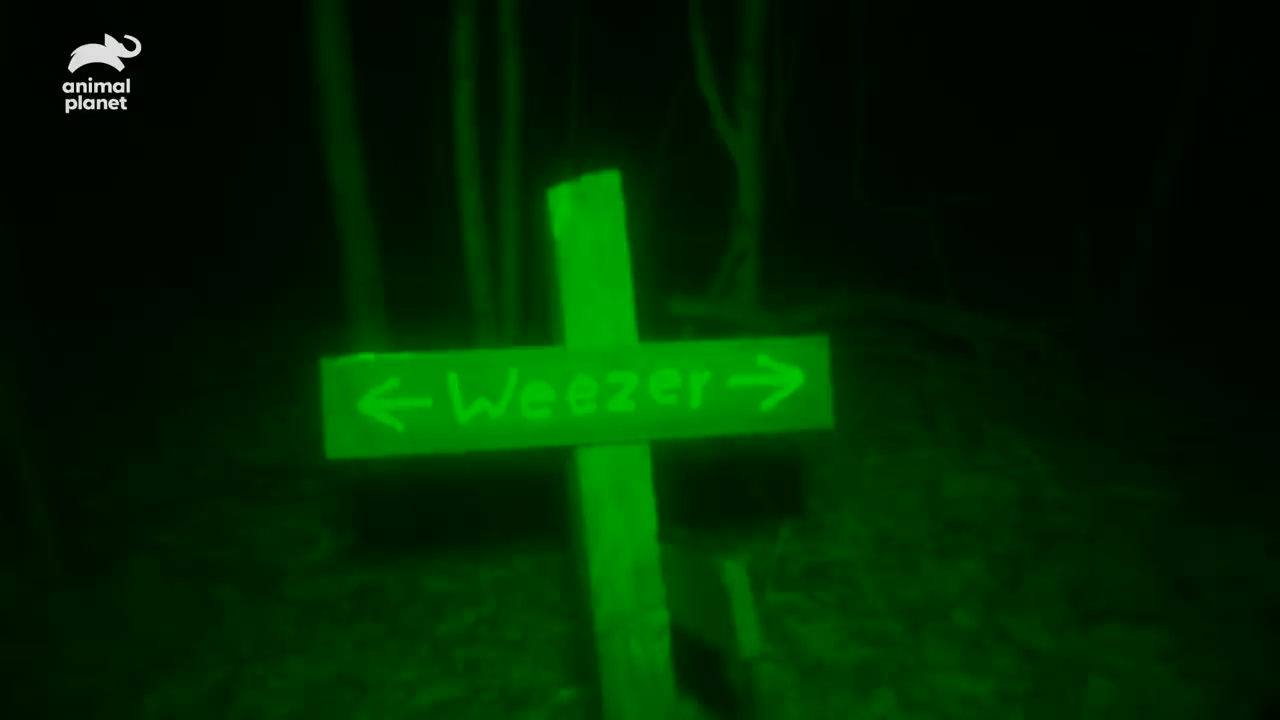 animal
planet
← Weezer →